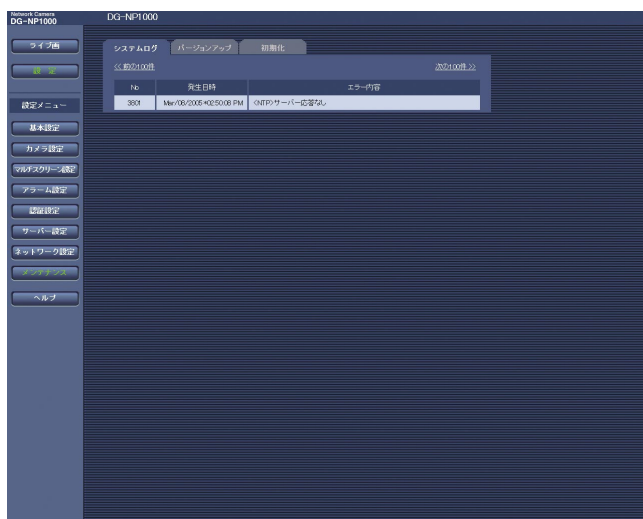 Network Camera
DG-NP1000
DG-NP1000
ライブ画
設 定
設定メニュー
基本設定
カメラ設定
マルチスクリーン設定
アラーム設定
認証設定
サーバー設定
ネットワーク設定
メンテナンス
ヘルプ
システムログ バージョンアップ 初期化
<< 前の100件 次の100件 >>
No 発生日時 エラー内容
3801 Mar/08/2005 *02:50:08 PM 《NTP》サーバー応答なし